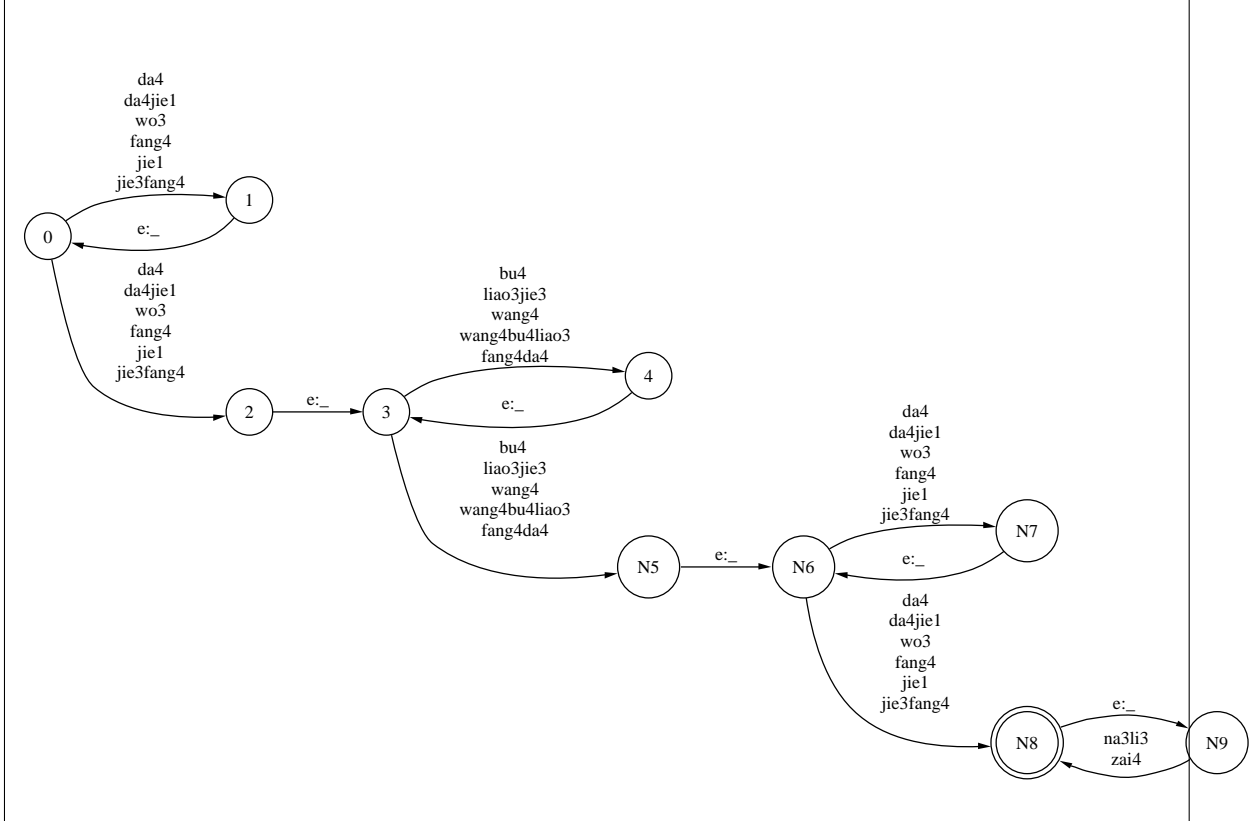 da4
da4jie1
wo3
fang4
jie1
jie3fang4
1
0
e:_
da4
da4jie1
wo3
fang4
jie1
jie3fang4
bu4
liao3jie3
wang4
wang4bu4liao3
fang4da4
4
2
e:_
3
e:_
bu4
liao3jie3
wang4
wang4bu4liao3
fang4da4
da4
da4jie1
wo3
fang4
jie1
jie3fang4
N7
N5
e:_
N6
e:_
da4
da4jie1
wo3
fang4
jie1
jie3fang4
e:_
N8
na3li3
zai4
N9